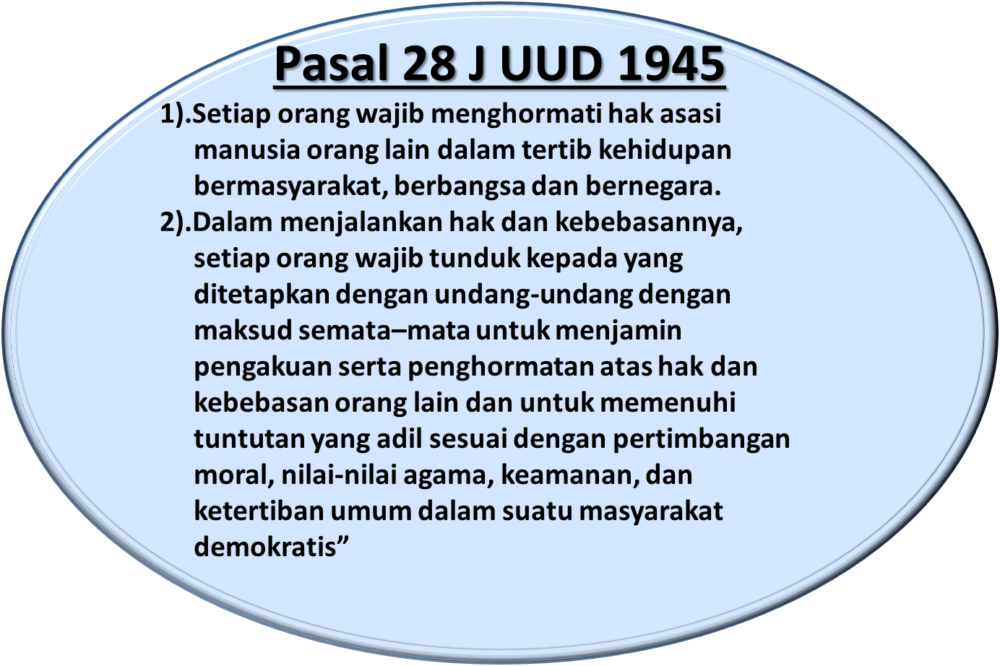 Pasal 28 J UUD 1945
1).Setiap orang wajib menghormati hak asasi
manusia orang lain dalam tertib kehidupan
bermasyarakat, berbangsa dan bernegara.
2).Dalam menjalankan hak dan kebebasannya,
setiap orang wajib tunduk kepada yang
ditetapkan dengan undang-undang dengan
maksud semata–mata untuk menjamin
pengakuan serta penghormatan atas hak dan
kebebasan orang lain dan untuk memenuhi
tuntutan yang adil sesuai dengan pertimbangan
moral, nilai-nilai agama, keamanan, dan
ketertiban umum dalam suatu masyarakat
demokratis”